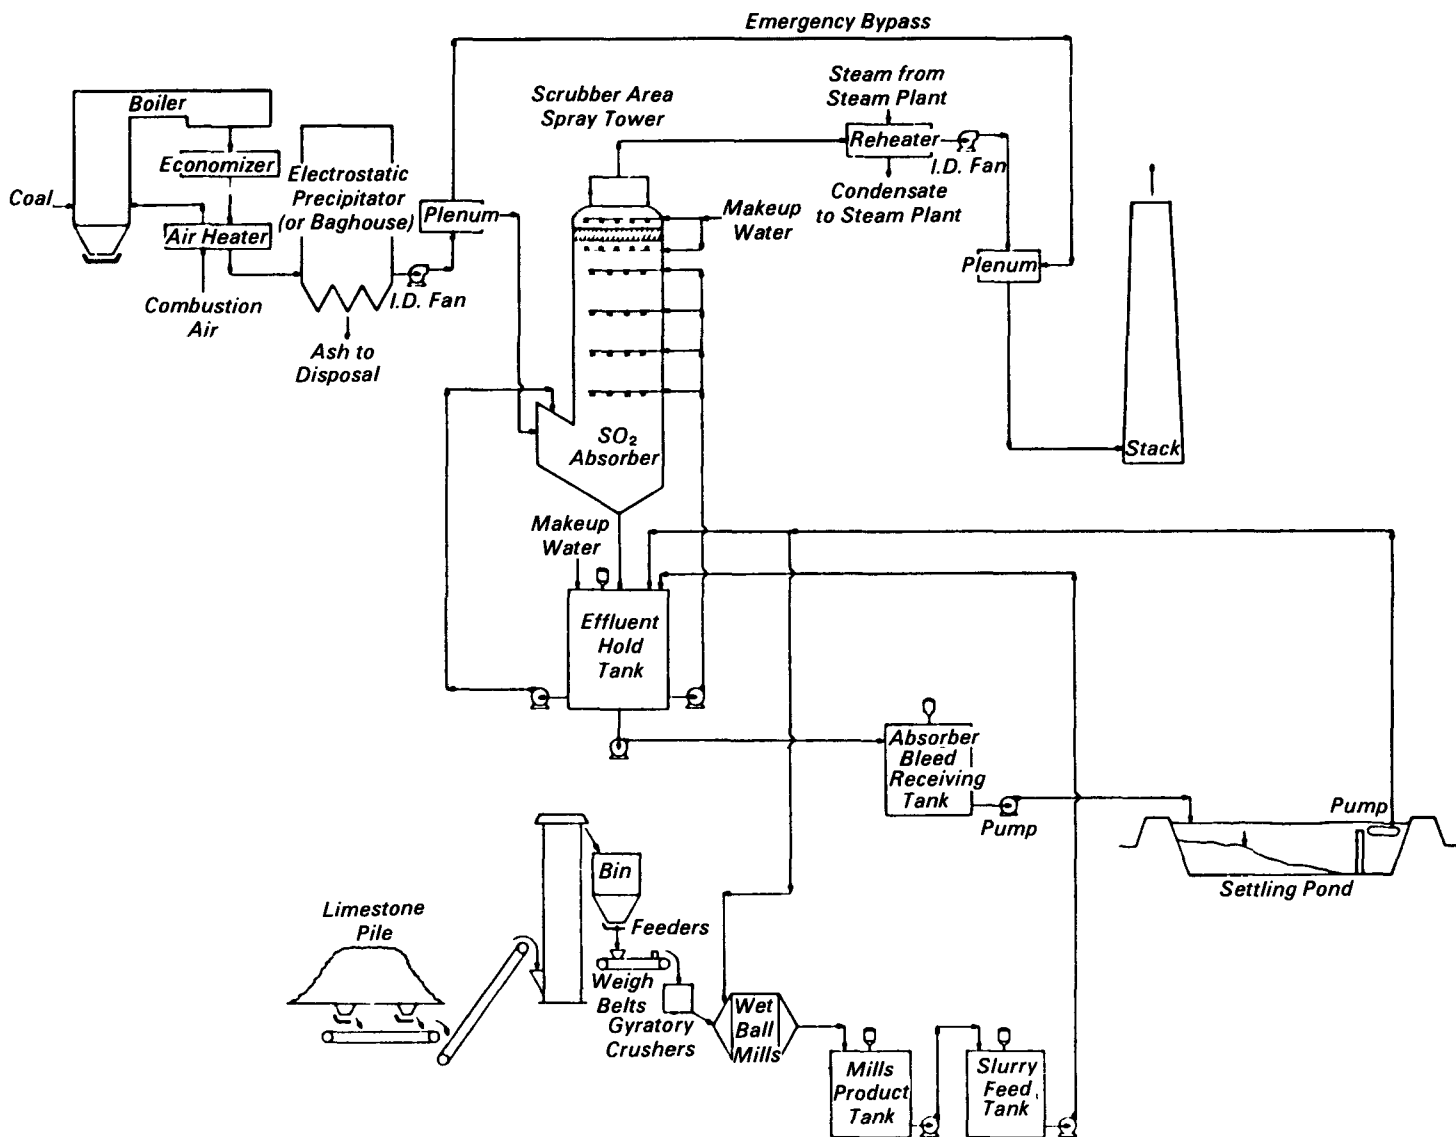 Emergency Bypass
Steam from
Steam Plant
Scrubber Area
Spray Tower
Boiler
Reheater
Economizer
I.D. Fan
Electrostatic
Precipitator
(or Baghouse)
Condensate
to Steam Plant
Coal
Plenum
Makeup
Water
Air Heater
Plenum
I.D. Fan
Combustion
Air
Ash to
Disposal
SO₂
Absorber
Stack
Makeup
Water
Effluent
Hold
Tank
Absorber
Bleed
Receiving
Tank
Pump
Pump
Settling Pond
Bin
Limestone
Pile
Feeders
Weigh
Belts
Gyratory
Crushers
Wet
Ball
Mills
Mills
Product
Tank
Slurry
Feed
Tank